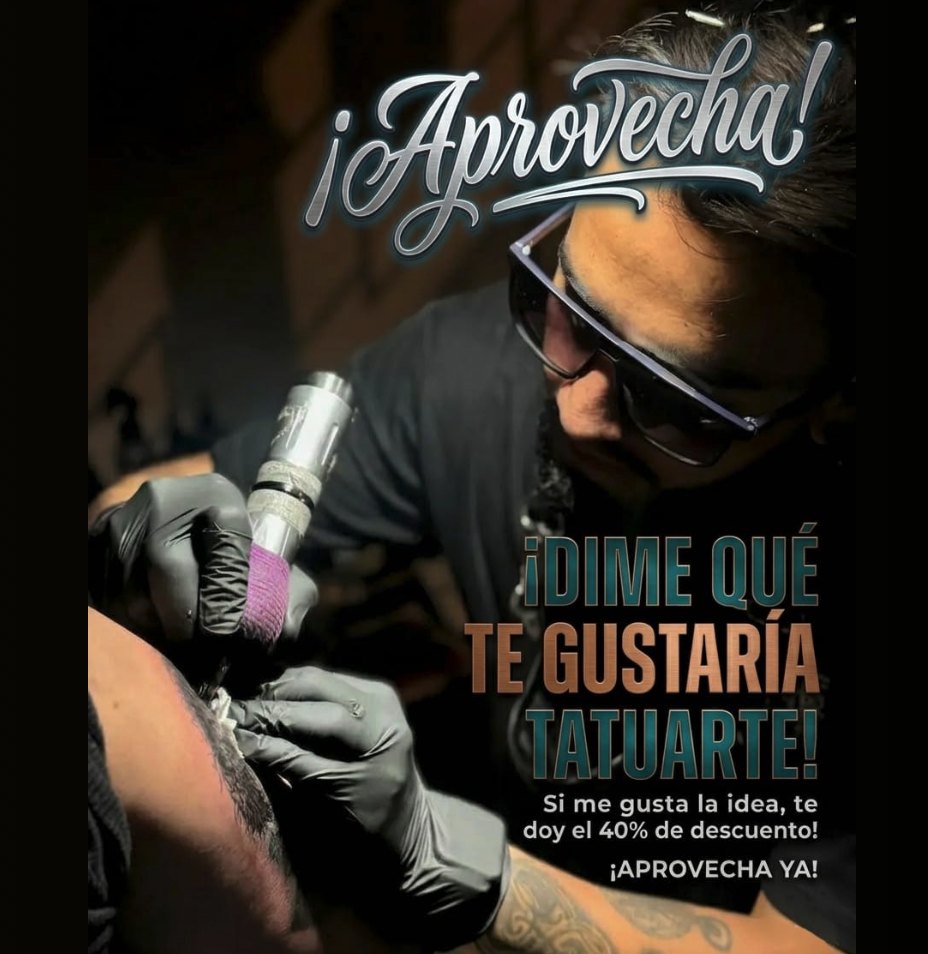 ¡Aprovecha!
¡DIME QUÉ
TE GUSTARÍA
TATUARTE!
Si me gusta la idea, te
doy el 40% de descuento!
¡APROVECHA YA!